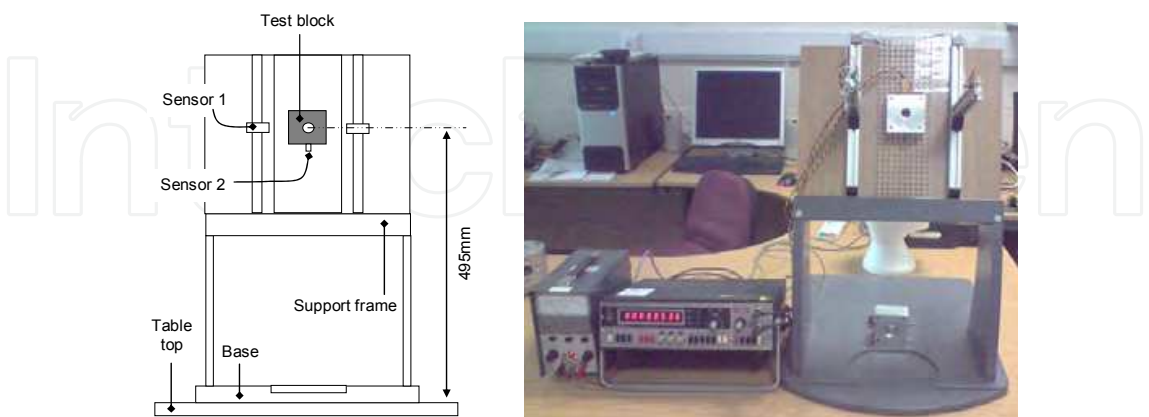 Test block
Sensor 1
Sensor 2
495mm
Support frame
Table
top
Base